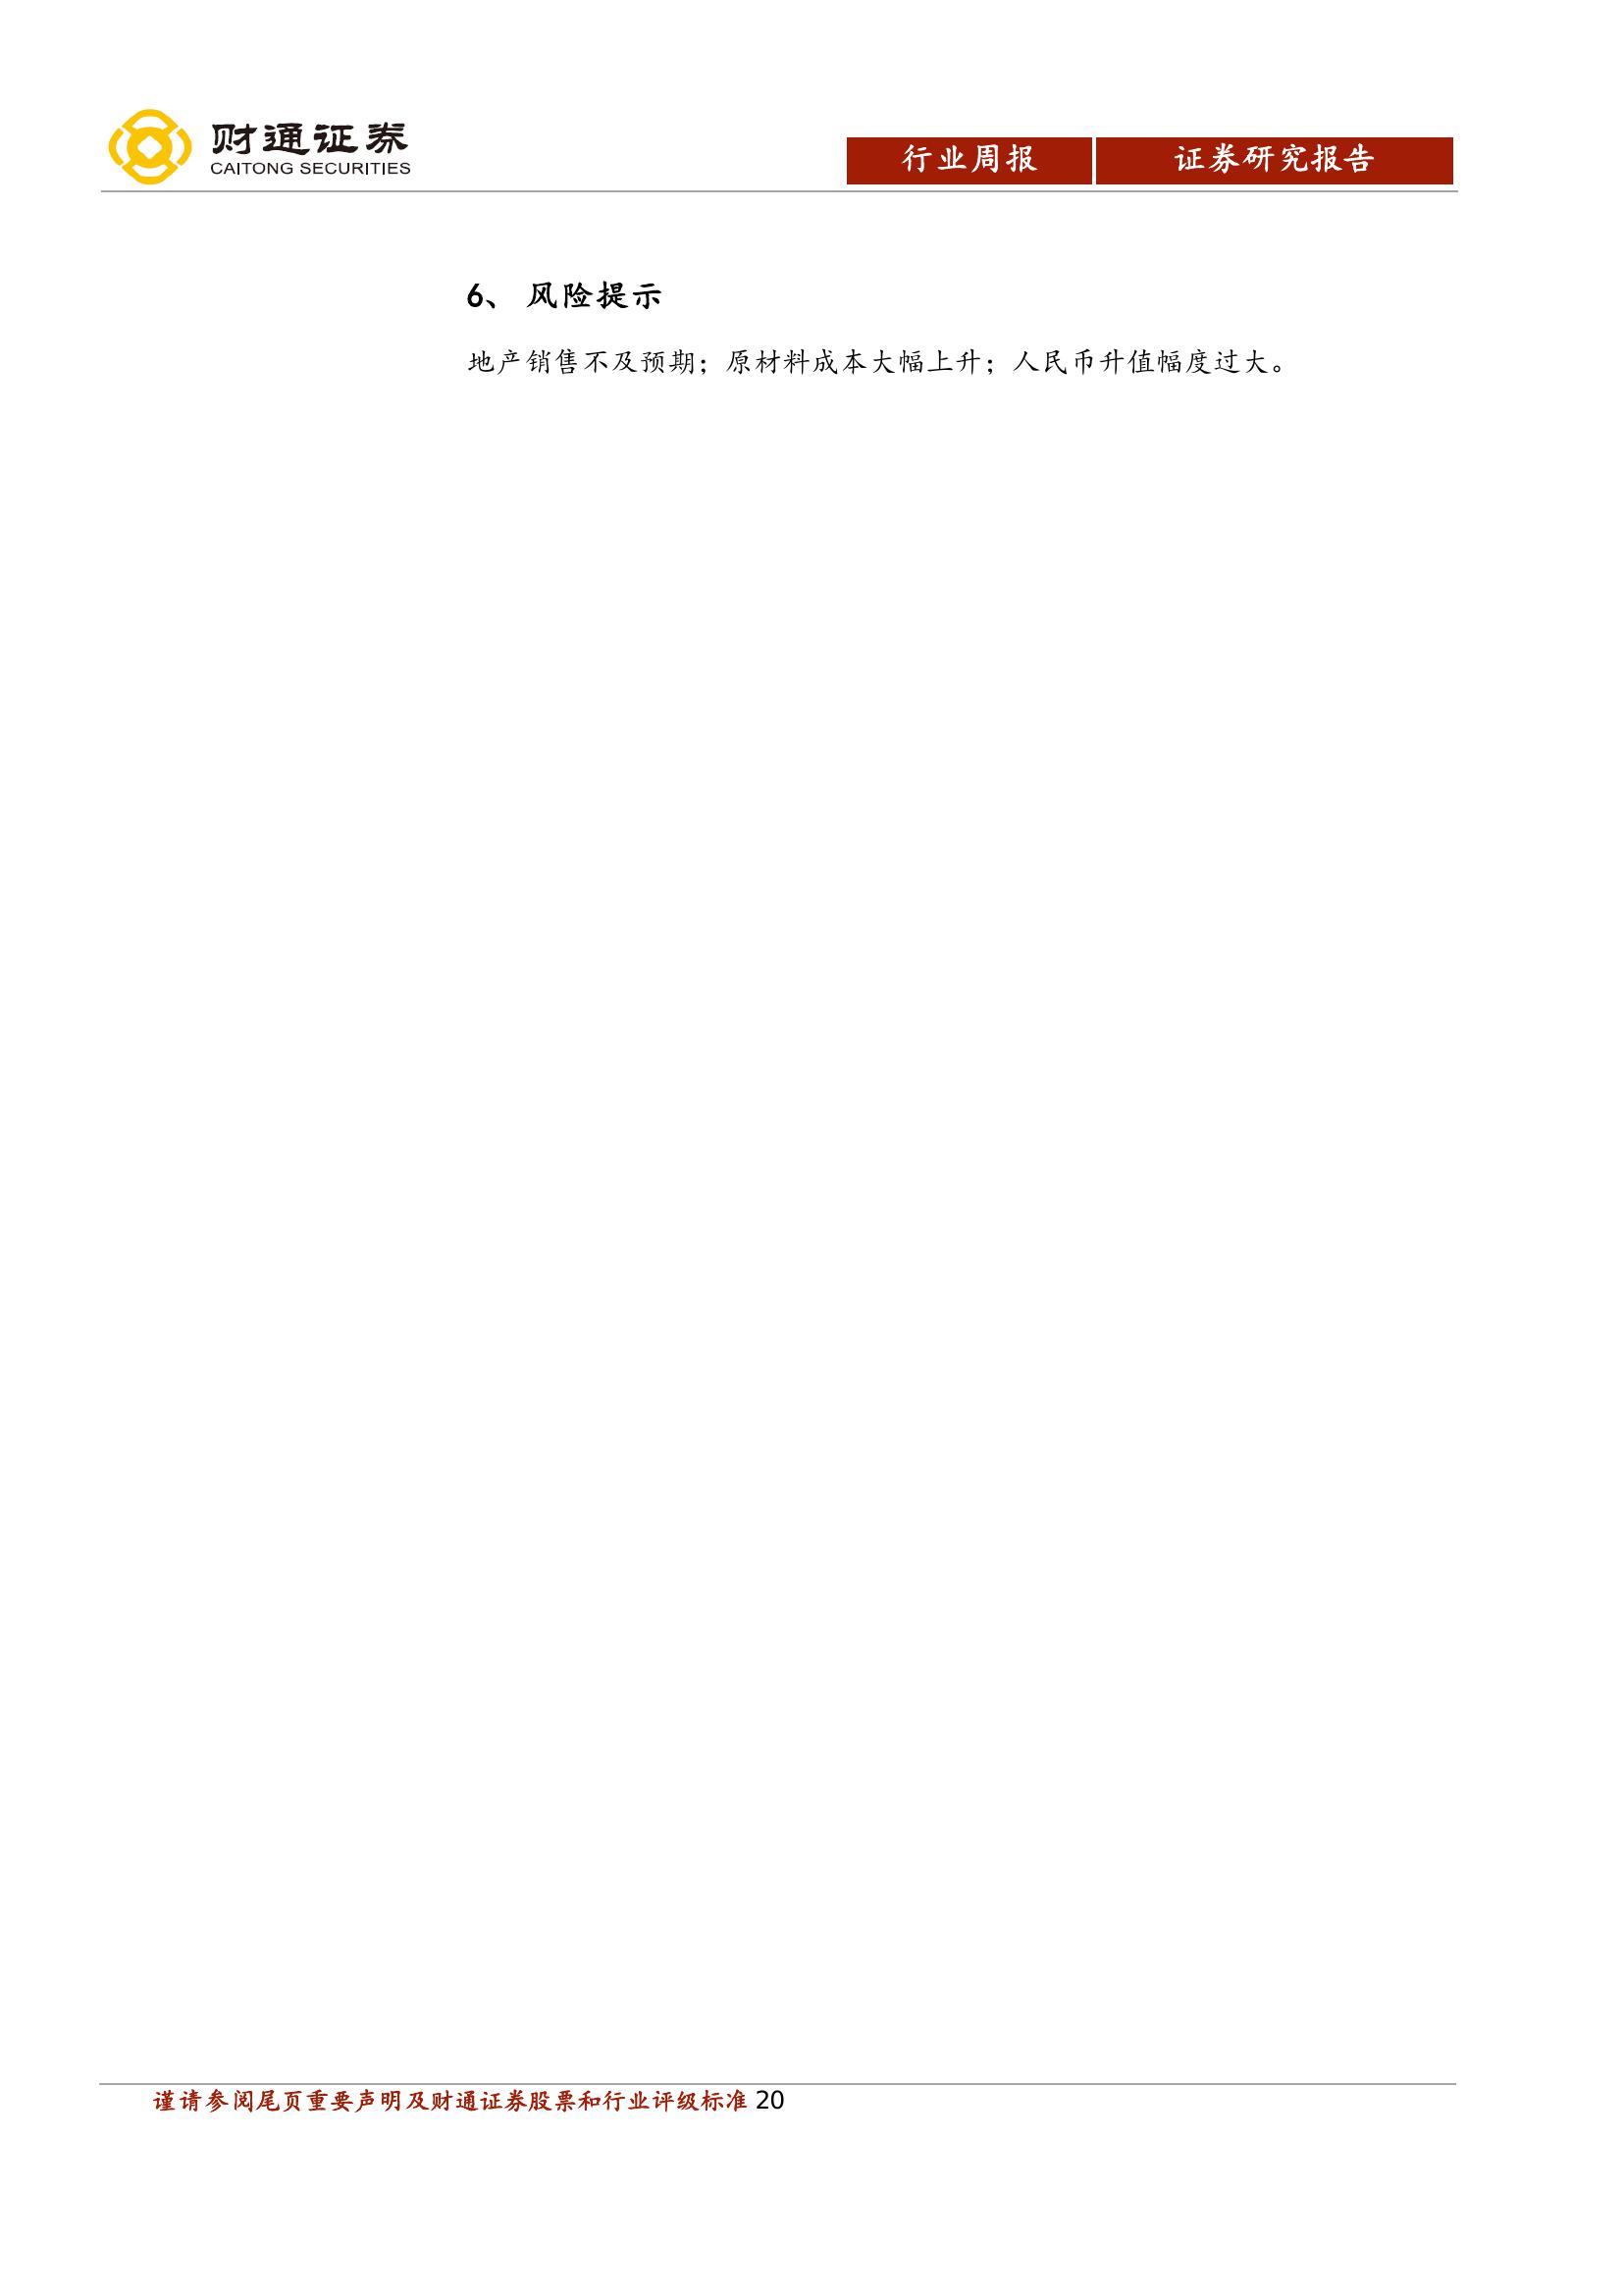 财通证券
CAITONG SECURITIES
行业周报 证券研究报告
6、 风险提示
地产销售不及预期；原材料成本大幅上升；人民币升值幅度过大。
谨请参阅尾页重要声明及财通证券股票和行业评级标准 20